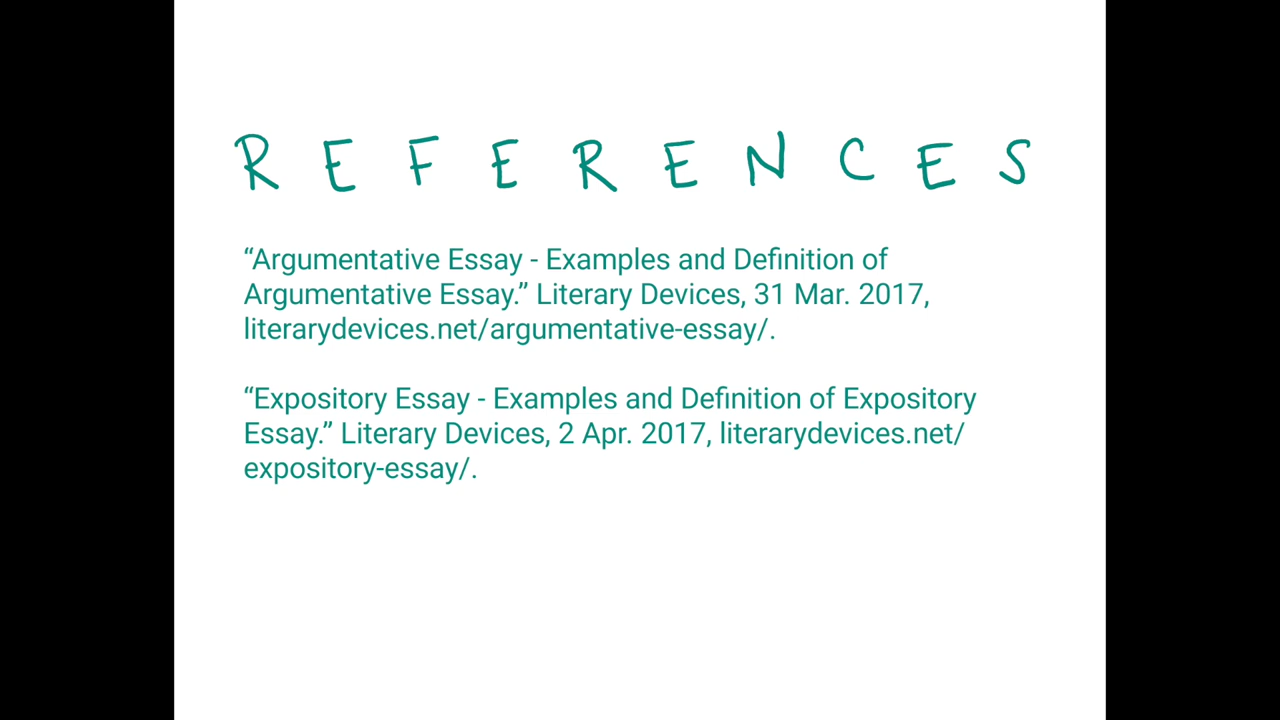 REFERENCES
“Argumentative Essay - Examples and Definition of
Argumentative Essay.” Literary Devices, 31 Mar. 2017,
literarydevices.net/argumentative-essay/.
“Expository Essay - Examples and Definition of Expository
Essay.” Literary Devices, 2 Apr. 2017, literarydevices.net/
expository-essay/.